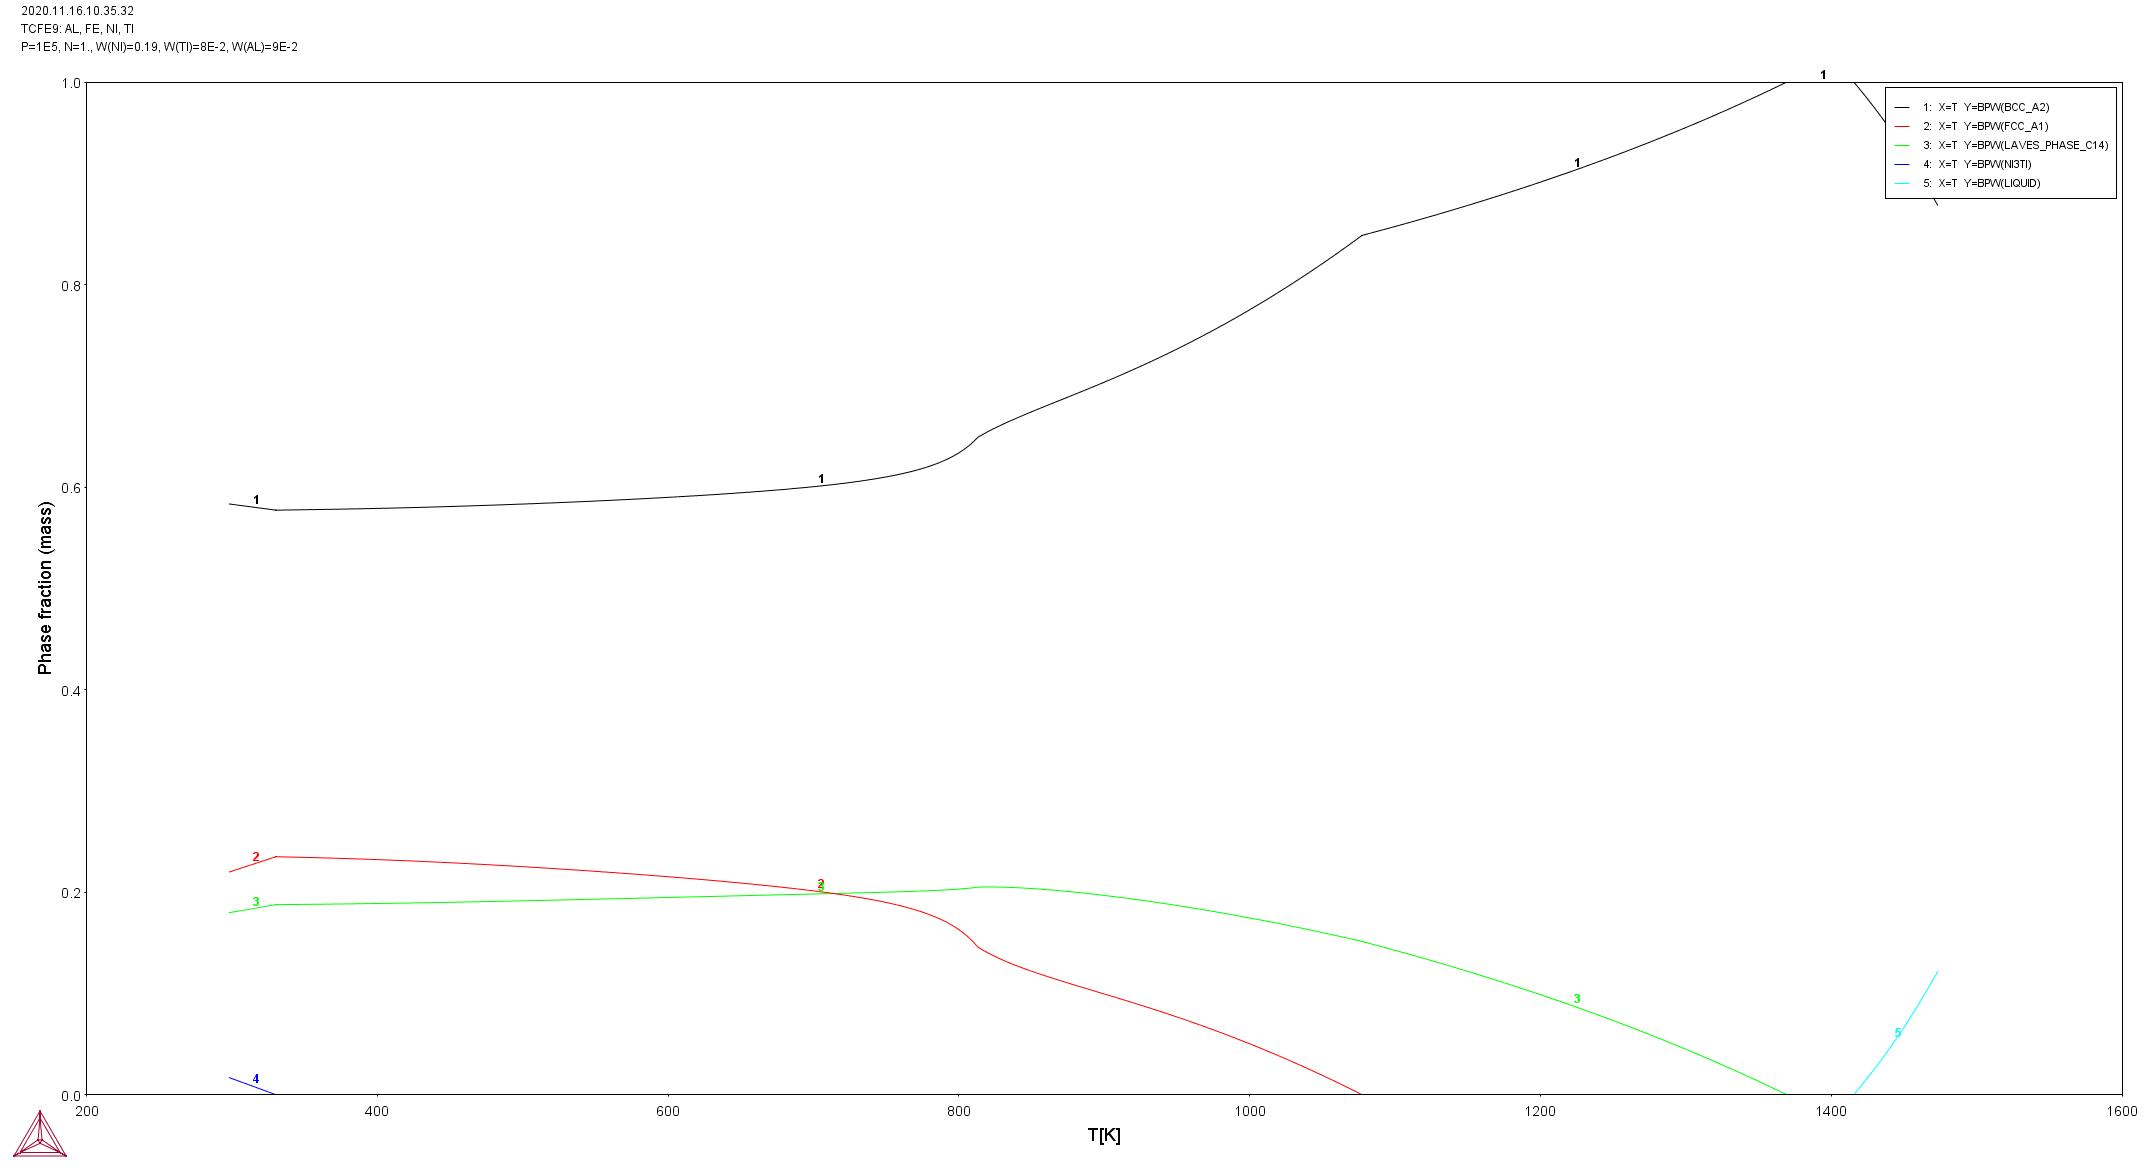 2020.11.16.10.35.32
TCFE9: AL, FE, NI, TI
P=1E5, N=1., W(NI)=0.19, W(TI)=8E-2, W(AL)=9E-2
1
1: X=T Y=BPW(BCC_A2)
2: X=T Y=BPW(FCC_A1)
3: X=T Y=BPW(LAVES_PHASE_C14)
4: X=T Y=BPW(NI3TI)
5: X=T Y=BPW(LIQUID)
1.0
0.8
0.6
0.4
0.2
0.0
Phase fraction (mass)
1
1
1
2
2
3
3
3
4
5
200
400
600
800
1000
1200
1400
1600
T[K]